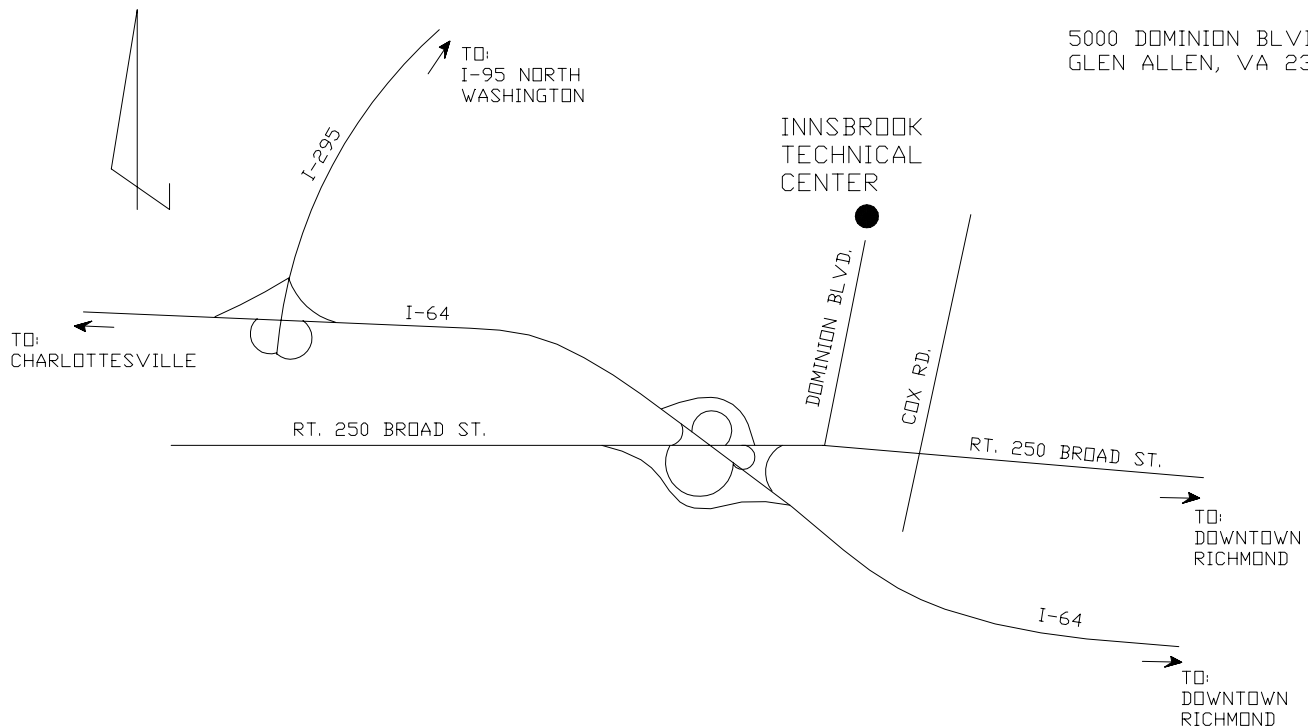 5000 DOMINION BLVD
GLEN ALLEN, VA 23
TO:
I-95 NORTH
WASHINGTON
INNSBROOK
TECHNICAL
CENTER
I-295
DOMINION BLVD.
I-64
TO:
CHARLOTTESVILLE
COX RD.
RT. 250 BROAD ST.
RT. 250 BROAD ST.
TO:
DOWNTOWN
RICHMOND
I-64
TO:
DOWNTOWN
RICHMOND